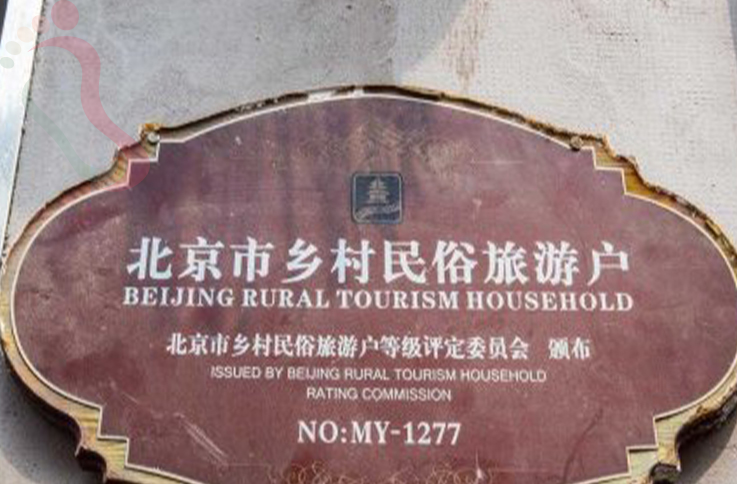 北京市乡村民俗旅游户
BEIJING RURAL TOURISM HOUSEHOLD
北京市乡村民俗旅游户等级评定委员会 颁布
ISSUED BY BEIJING RURAL TOURISM HOUSEHOLD
RATING COMMISSION
NO:MY-1277